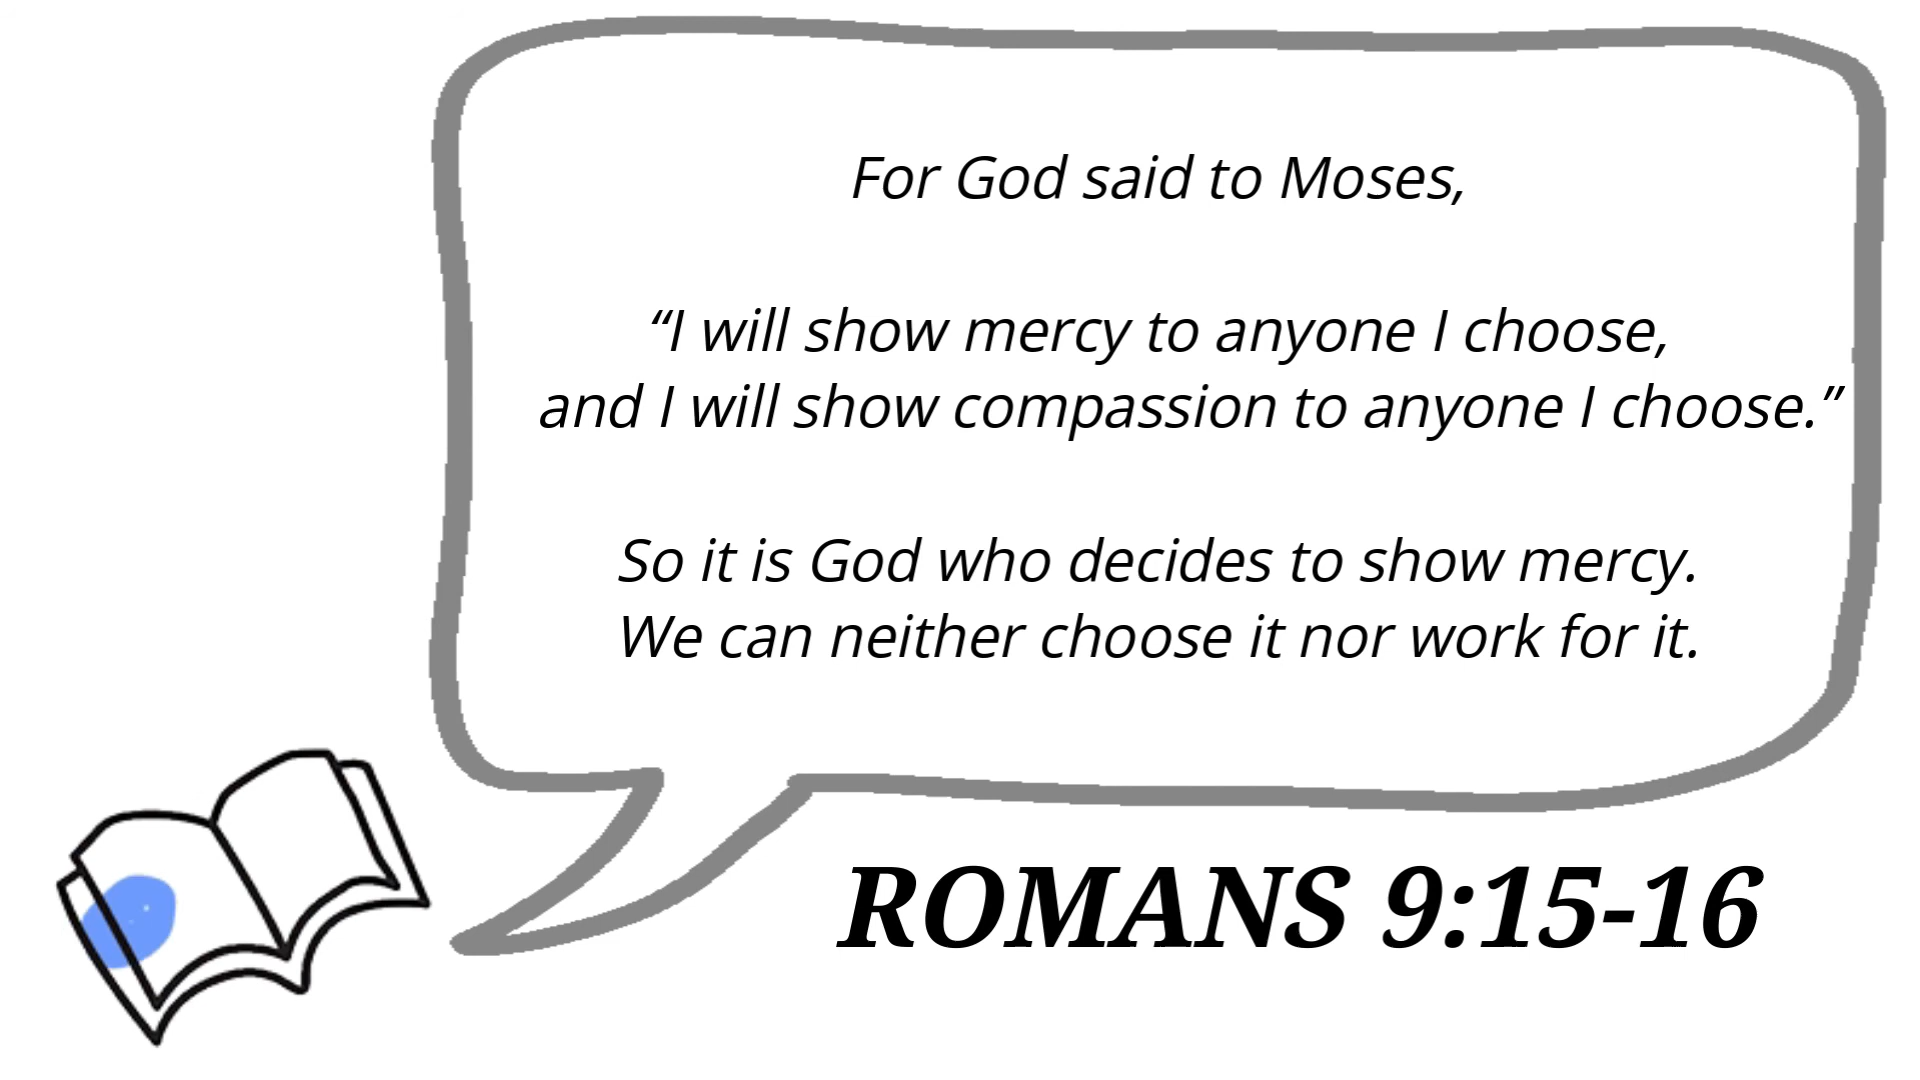 For God said to Moses,
“I will show mercy to anyone I choose,
and I will show compassion to anyone I choose.”
So it is God who decides to show mercy.
We can neither choose it nor work for it.
ROMANS 9:15-16